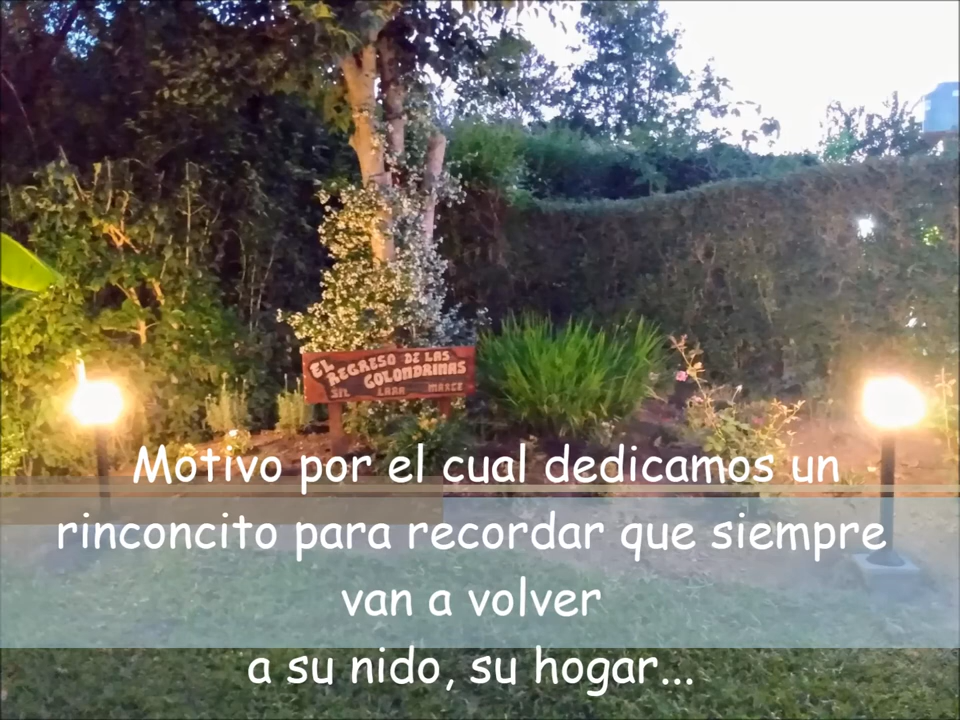 EL
REGRESO DE LAS
GOLONDRINAS
SIL LARA MARCE
Motivo por el cual dedicamos un
rinconcito para recordar que siempre
van a volver
a su nido, su hogar...